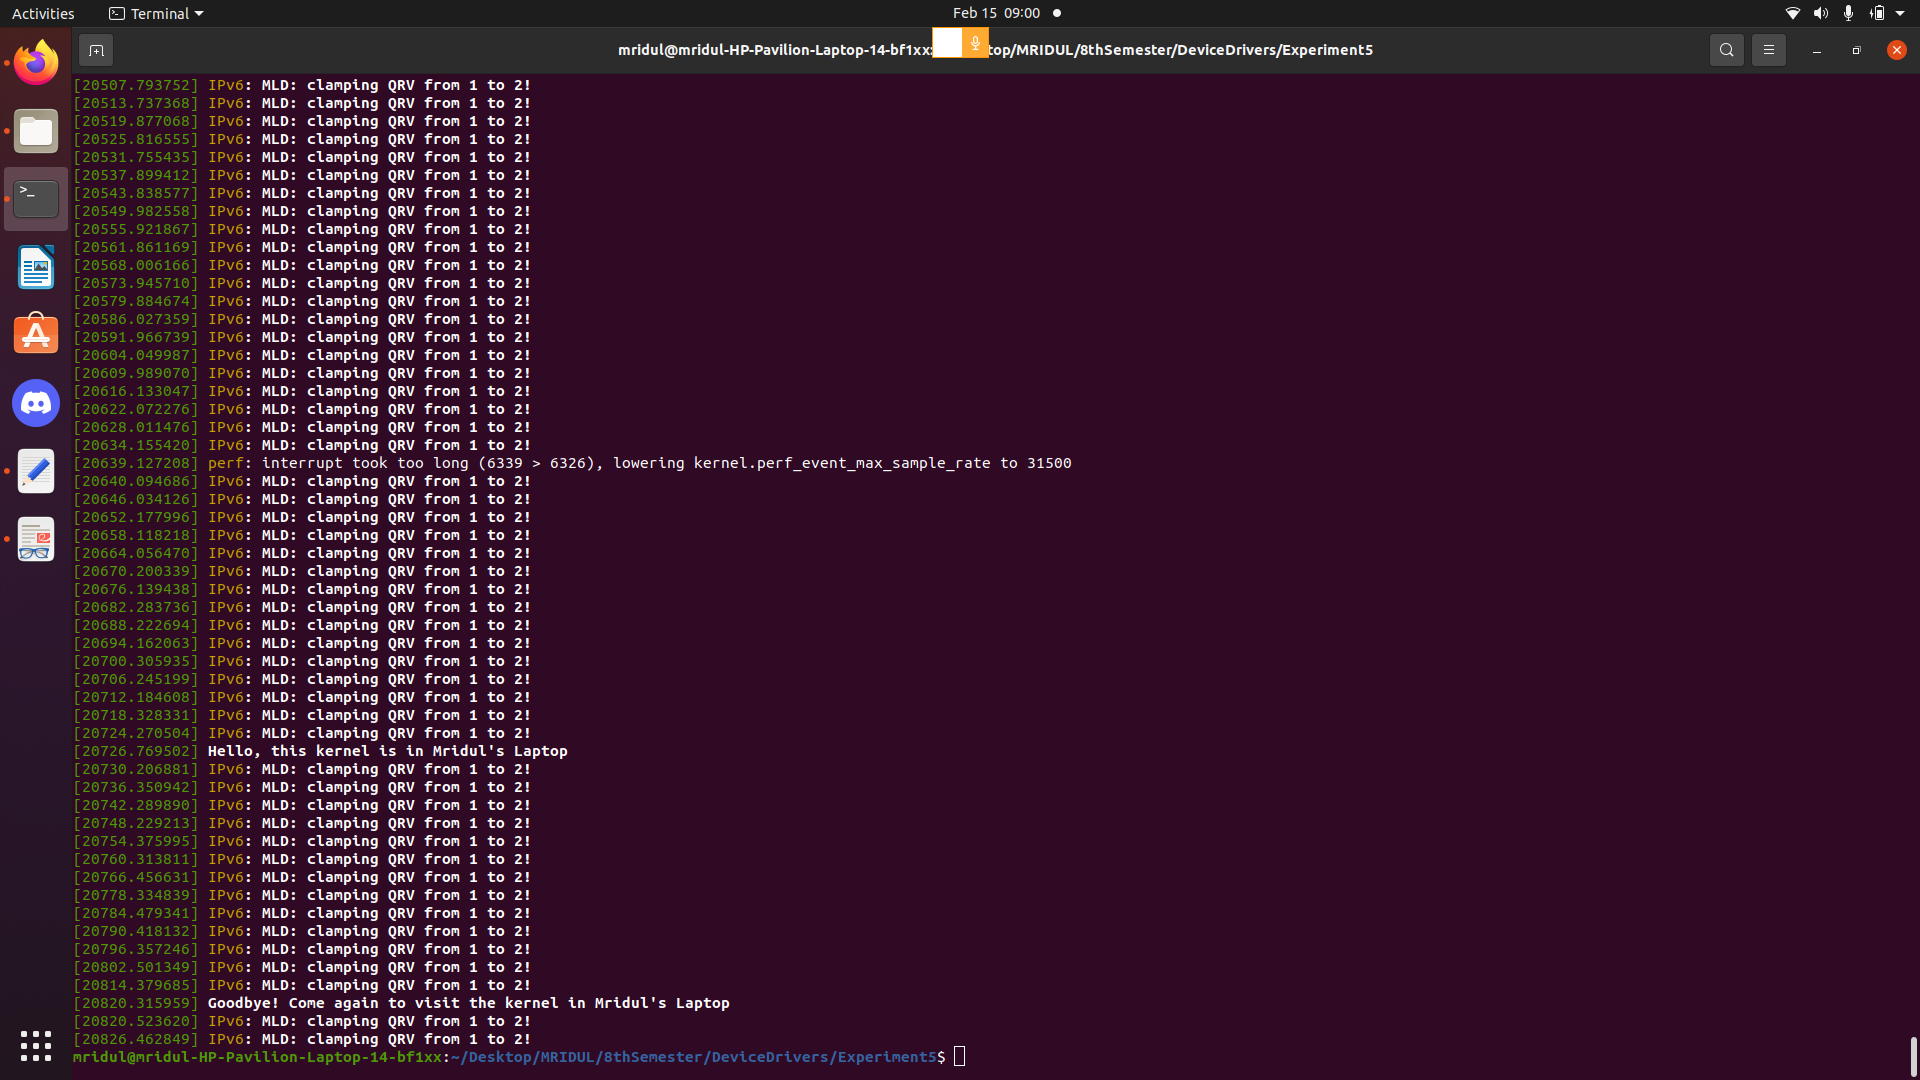 Activities
Terminal
Feb 15 09:00
mridul@mridul-HP-Pavilion-Laptop-14-bf1xx: top/MRIDUL/8thSemester/DeviceDrivers/Experiment5
[20507.793752] IPv6: MLD: clamping QRV from 1 to 2!
[20513.737368] IPv6: MLD: clamping QRV from 1 to 2!
[20519.877068] IPv6: MLD: clamping QRV from 1 to 2!
[20525.816555] IPv6: MLD: clamping QRV from 1 to 2!
[20531.755435] IPv6: MLD: clamping QRV from 1 to 2!
[20537.899412] IPv6: MLD: clamping QRV from 1 to 2!
[20543.838577] IPv6: MLD: clamping QRV from 1 to 2!
[20549.982558] IPv6: MLD: clamping QRV from 1 to 2!
[20555.921867] IPv6: MLD: clamping QRV from 1 to 2!
[20561.861169] IPv6: MLD: clamping QRV from 1 to 2!
[20568.006166] IPv6: MLD: clamping QRV from 1 to 2!
[20573.945710] IPv6: MLD: clamping QRV from 1 to 2!
[20579.884674] IPv6: MLD: clamping QRV from 1 to 2!
[20586.027359] IPv6: MLD: clamping QRV from 1 to 2!
[20591.966739] IPv6: MLD: clamping QRV from 1 to 2!
[20604.049987] IPv6: MLD: clamping QRV from 1 to 2!
[20609.989070] IPv6: MLD: clamping QRV from 1 to 2!
[20616.133047] IPv6: MLD: clamping QRV from 1 to 2!
[20622.072276] IPv6: MLD: clamping QRV from 1 to 2!
[20628.011476] IPv6: MLD: clamping QRV from 1 to 2!
[20634.155420] IPv6: MLD: clamping QRV from 1 to 2!
[20639.127208] perf: interrupt took too long (6339 > 6326), lowering kernel.perf_event_max_sample_rate to 31500
[20640.094686] IPv6: MLD: clamping QRV from 1 to 2!
[20646.034126] IPv6: MLD: clamping QRV from 1 to 2!
[20652.177996] IPv6: MLD: clamping QRV from 1 to 2!
[20658.118218] IPv6: MLD: clamping QRV from 1 to 2!
[20664.056470] IPv6: MLD: clamping QRV from 1 to 2!
[20670.200339] IPv6: MLD: clamping QRV from 1 to 2!
[20676.139438] IPv6: MLD: clamping QRV from 1 to 2!
[20682.283736] IPv6: MLD: clamping QRV from 1 to 2!
[20688.222694] IPv6: MLD: clamping QRV from 1 to 2!
[20694.162063] IPv6: MLD: clamping QRV from 1 to 2!
[20700.305935] IPv6: MLD: clamping QRV from 1 to 2!
[20706.245199] IPv6: MLD: clamping QRV from 1 to 2!
[20712.184608] IPv6: MLD: clamping QRV from 1 to 2!
[20718.328331] IPv6: MLD: clamping QRV from 1 to 2!
[20724.270504] IPv6: MLD: clamping QRV from 1 to 2!
[20726.769502] Hello, this kernel is in Mridul's Laptop
[20730.206881] IPv6: MLD: clamping QRV from 1 to 2!
[20736.350942] IPv6: MLD: clamping QRV from 1 to 2!
[20742.289890] IPv6: MLD: clamping QRV from 1 to 2!
[20748.229213] IPv6: MLD: clamping QRV from 1 to 2!
[20754.375995] IPv6: MLD: clamping QRV from 1 to 2!
[20760.313811] IPv6: MLD: clamping QRV from 1 to 2!
[20766.456631] IPv6: MLD: clamping QRV from 1 to 2!
[20778.334839] IPv6: MLD: clamping QRV from 1 to 2!
[20784.479341] IPv6: MLD: clamping QRV from 1 to 2!
[20790.418132] IPv6: MLD: clamping QRV from 1 to 2!
[20796.357246] IPv6: MLD: clamping QRV from 1 to 2!
[20802.501349] IPv6: MLD: clamping QRV from 1 to 2!
[20814.379685] IPv6: MLD: clamping QRV from 1 to 2!
[20820.315959] Goodbye! Come again to visit the kernel in Mridul's Laptop
[20820.523620] IPv6: MLD: clamping QRV from 1 to 2!
[20826.462849] IPv6: MLD: clamping QRV from 1 to 2!
mridul@mridul-HP-Pavilion-Laptop-14-bf1xx:~/Desktop/MRIDUL/8thSemester/DeviceDrivers/Experiment5$